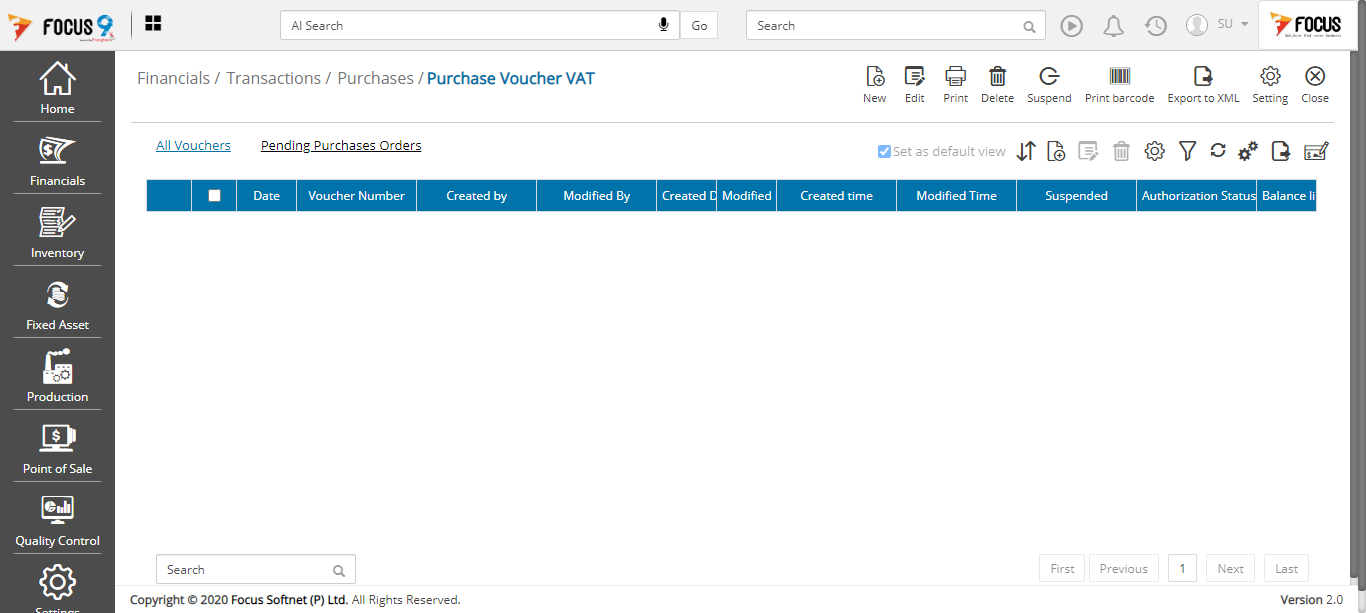 FOCUS 9
AI Search
Go
Search
SU
FOCUS
Home
Financials
Inventory
Fixed Asset
Production
Point of Sale
Quality Control
Settings
Financials / Transactions / Purchases / Purchase Voucher VAT
New Edit Print Delete Suspend Print barcode Export to XML Setting Close
All Vouchers Pending Purchases Orders
Set as default view
Date Voucher Number Created by Modified By Created D Modified Created time Modified Time Suspended Authorization Status Balance li
Search
First Previous 1 Next Last
Copyright © 2020 Focus Softnet (P) Ltd. All Rights Reserved.
Version 2.0